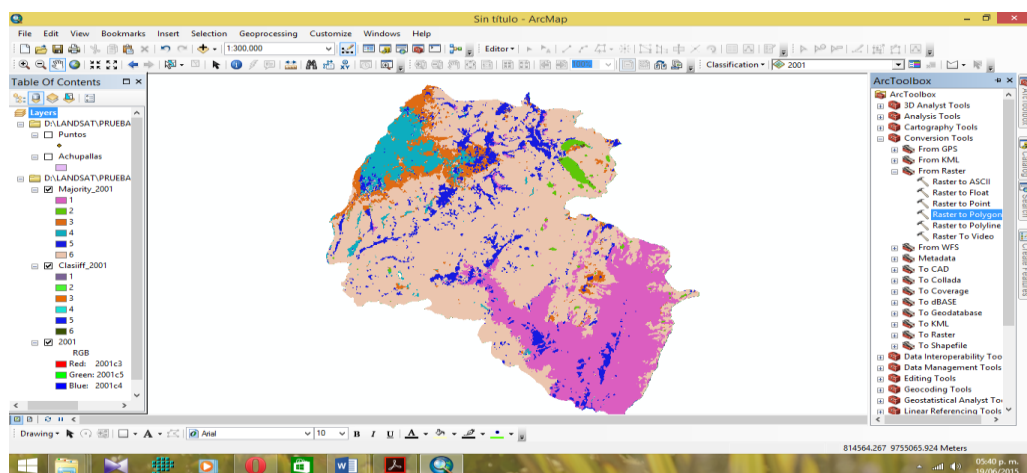 Sin título - ArcMap
File Edit View Bookmarks Insert Selection Geoprocessing Customize Windows Help
1:300.000
Editor
100%
Classification
2001
Table Of Contents
Layers
D:\LANDSAT\PRUEBA
Puntos
Achupallas
D:\LANDSAT\PRUEBA
Majority_2001
1
2
3
4
5
6
Clasiiff_2001
1
2
3
4
5
6
2001
RGB
Red: 2001c3
Green: 2001c5
Blue: 2001c4
ArcToolbox
ArcToolbox
3D Analyst Tools
Analysis Tools
Cartography Tools
Conversion Tools
From GPS
From KML
From Raster
Raster to ASCII
Raster to Float
Raster to Point
Raster to Polygon
Raster to Polyline
Raster To Video
From WFS
Metadata
To CAD
To Collada
To Coverage
To dBASE
To Geodatabase
To KML
To Raster
To Shapefile
Data Interoperability Too
Data Management Tools
Editing Tools
Geocoding Tools
Geostatistical Analyst To
Linear Referencing Tools
Drawing
A
Arial
10
B I U A
814564.267 9755065.924 Meters
05:40 p. m.
19/06/2015